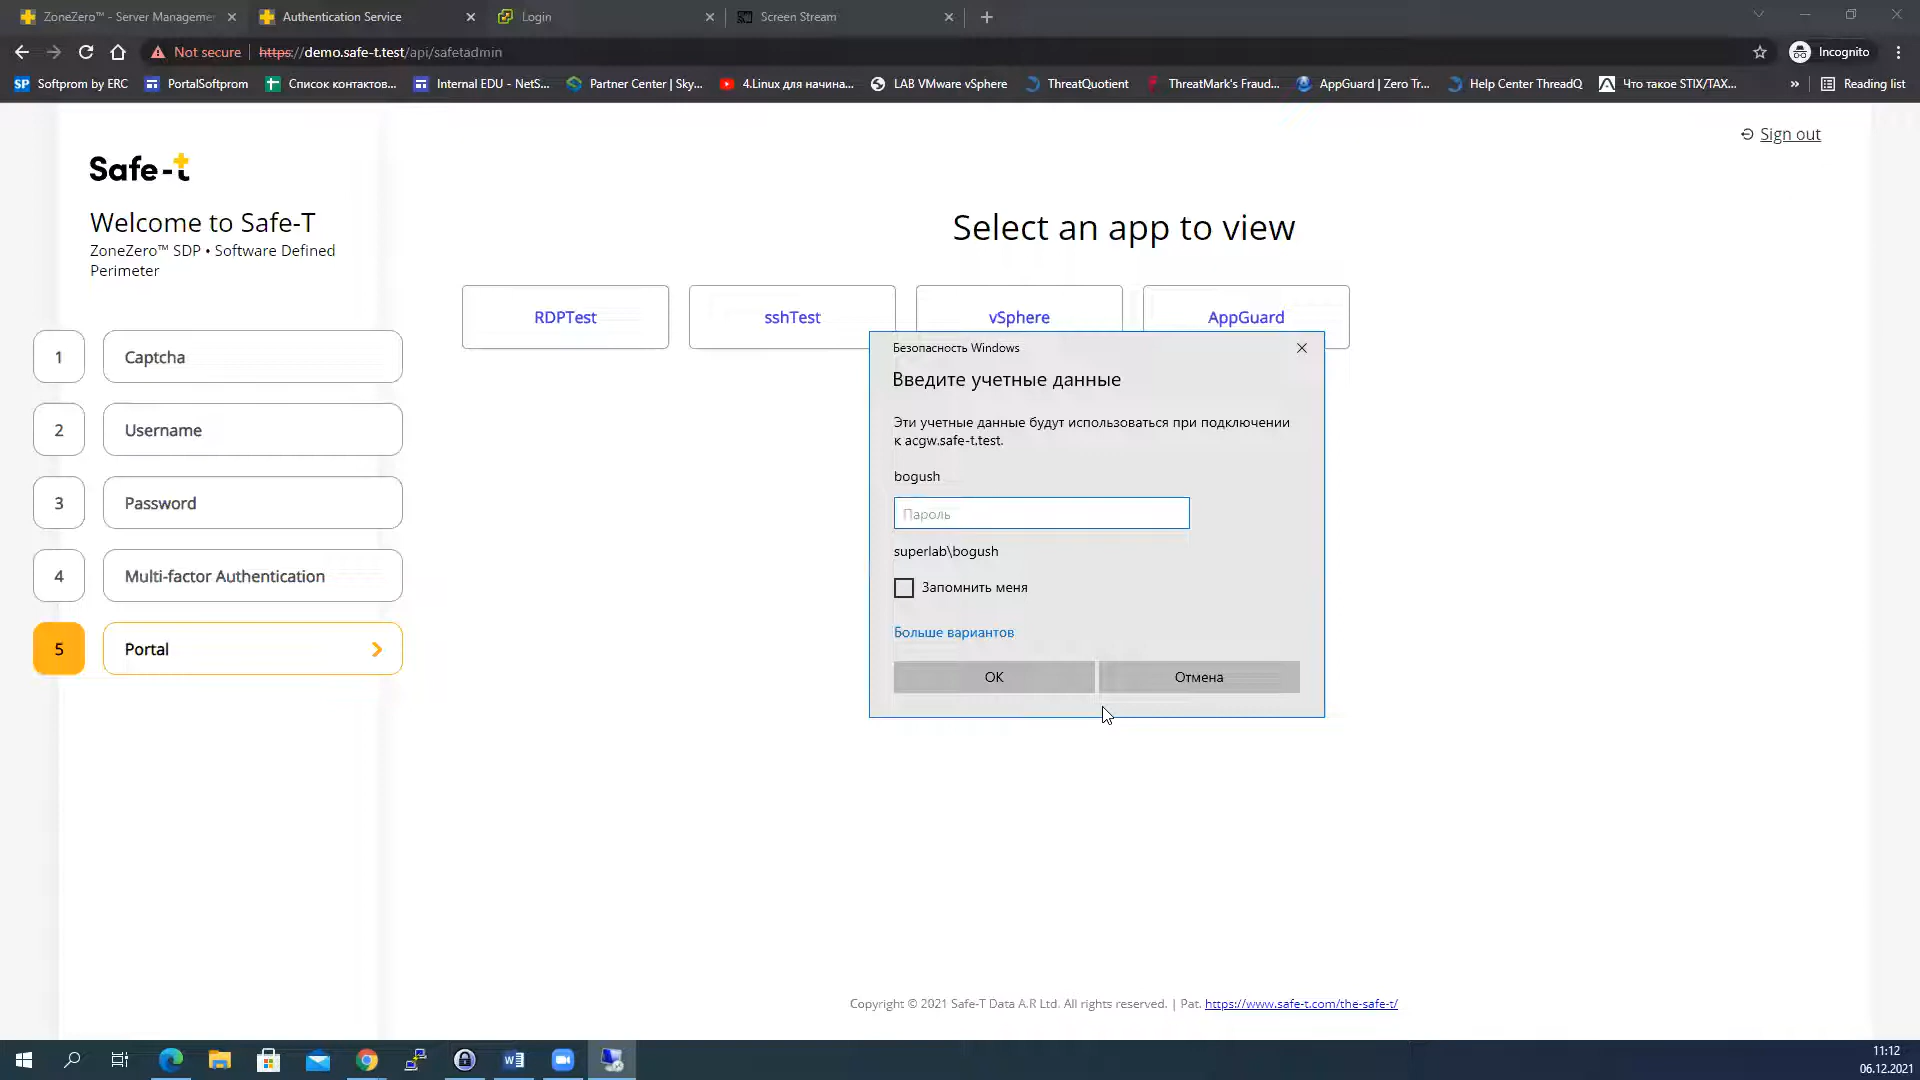 ZoneZero™ - Server Manageme
Authentication Service
Login
Screen Stream
Not secure
https://demo.safe-t.test/api/safetadmin
Incognito
SP Softprom by ERC
PortalSoftprom
Список контактов...
Internal EDU - NetS...
Partner Center | Sky...
4.Linux для начина...
LAB VMware vSphere
ThreatQuotient
ThreatMark's Fraud...
AppGuard | Zero Tr...
Help Center ThreadQ
Что такое STIX/TAX...
»
Reading list
Sign out
Safe-t
Welcome to Safe-T
ZoneZero™ SDP • Software Defined
Perimeter
Select an app to view
RDPTest
sshTest
vSphere
AppGuard
1 Captcha
2 Username
3 Password
4 Multi-factor Authentication
5 Portal
Безопасность Windows
Введите учетные данные
Эти учетные данные будут использоваться при подключении
к acgw.safe-t.test.
bogush
Пароль
superlab\bogush
Запомнить меня
Больше вариантов
ОК
Отмена
Copyright © 2021 Safe-T Data A.R Ltd. All rights reserved. | Pat. https://www.safe-t.com/the-safe-t/
11:12
06.12.2021